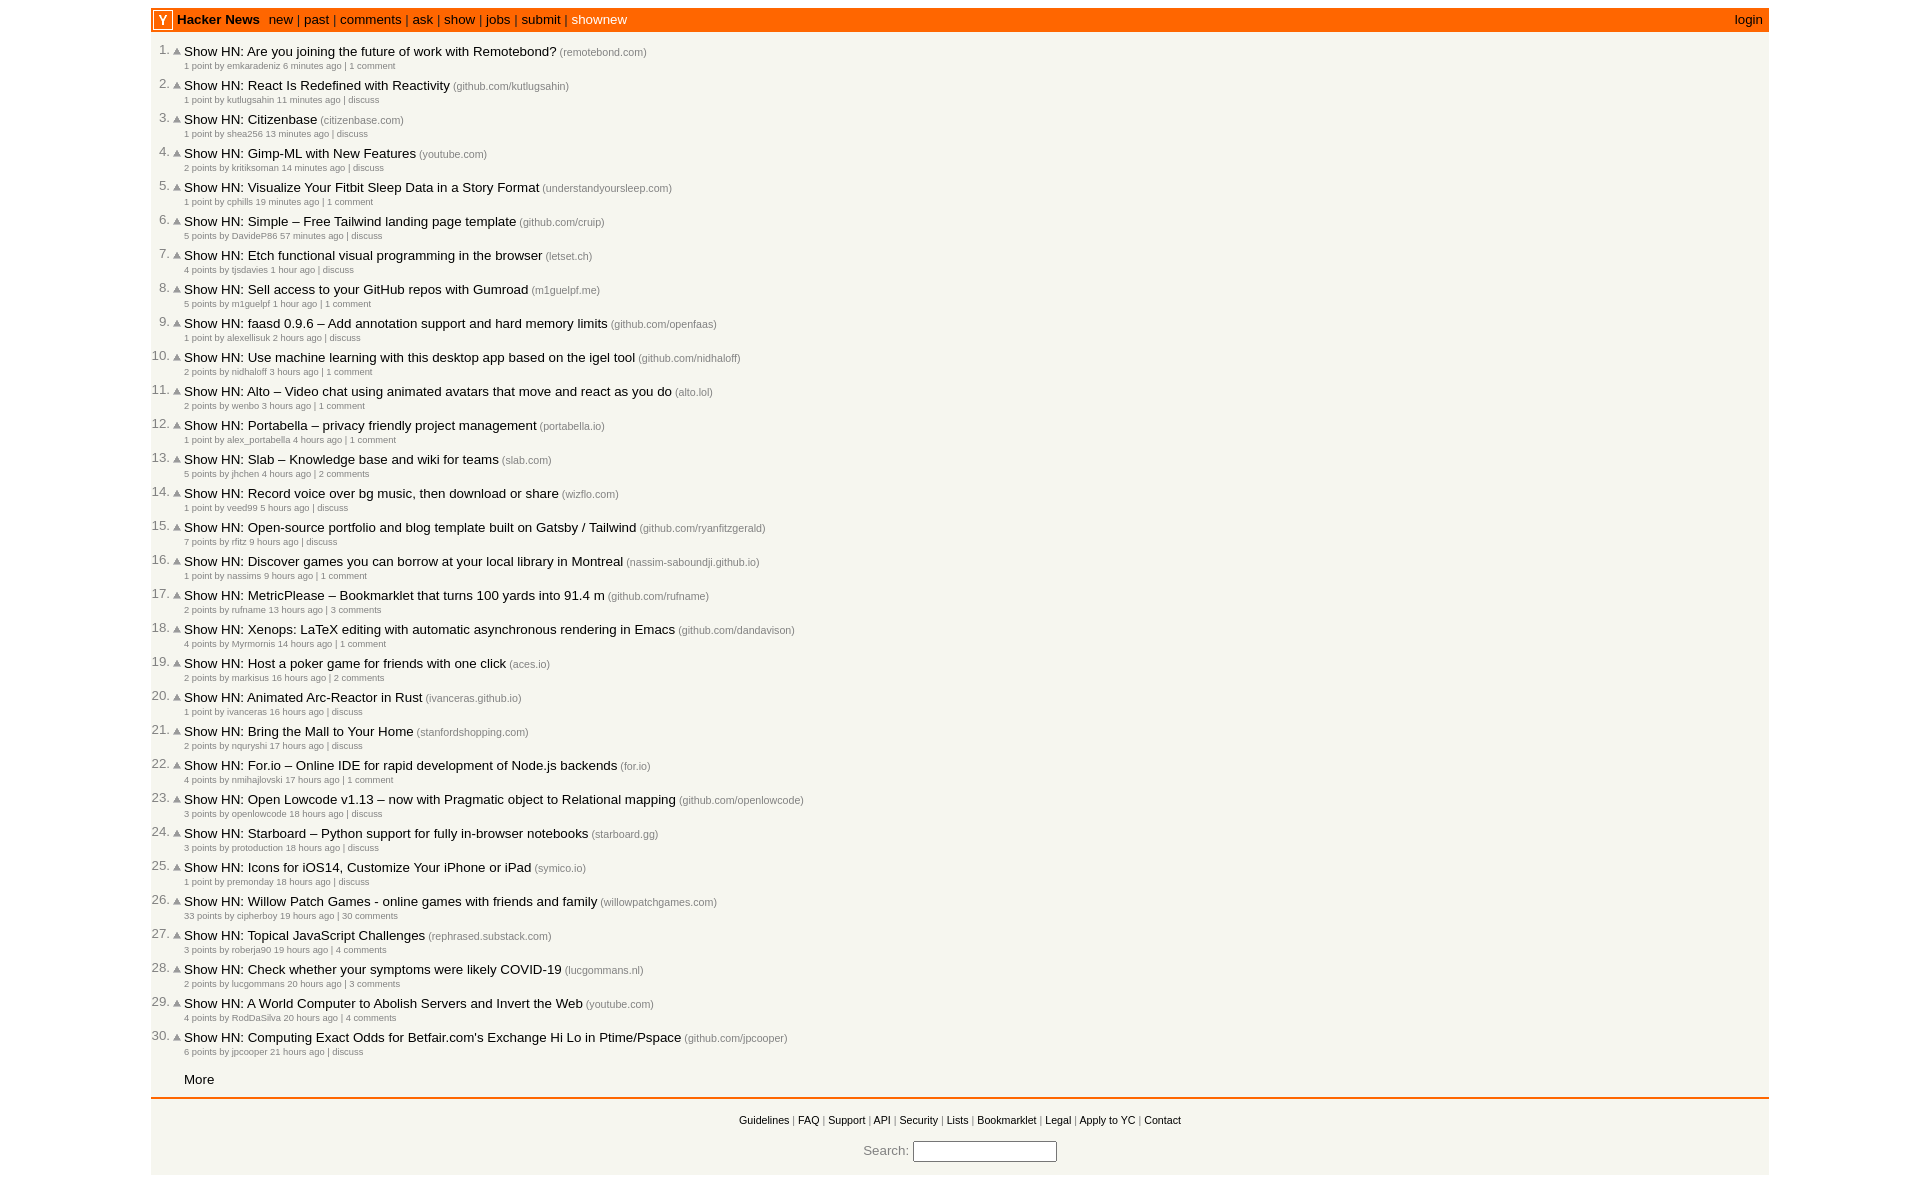 Y Hacker News new | past | comments | ask | show | jobs | submit | shownew login
1. Show HN: Are you joining the future of work with Remotebond? (remotebond.com)
1 point by emkaradeniz 6 minutes ago | 1 comment
2. Show HN: React Is Redefined with Reactivity (github.com/kutlugsahin)
1 point by kutlugsahin 11 minutes ago | discuss
3. Show HN: Citizenbase (citizenbase.com)
1 point by shea256 13 minutes ago | discuss
4. Show HN: Gimp-ML with New Features (youtube.com)
2 points by kritiksoman 14 minutes ago | discuss
5. Show HN: Visualize Your Fitbit Sleep Data in a Story Format (understandyoursleep.com)
1 point by cphills 19 minutes ago | 1 comment
6. Show HN: Simple – Free Tailwind landing page template (github.com/cruip)
5 points by DavideP86 57 minutes ago | discuss
7. Show HN: Etch functional visual programming in the browser (letset.ch)
4 points by tjsdavies 1 hour ago | discuss
8. Show HN: Sell access to your GitHub repos with Gumroad (m1guelpf.me)
5 points by m1guelpf 1 hour ago | 1 comment
9. Show HN: faasd 0.9.6 – Add annotation support and hard memory limits (github.com/openfaas)
1 point by alexellisuk 2 hours ago | discuss
10. Show HN: Use machine learning with this desktop app based on the igel tool (github.com/nidhaloff)
2 points by nidhaloff 3 hours ago | 1 comment
11. Show HN: Alto – Video chat using animated avatars that move and react as you do (alto.lol)
2 points by wenbo 3 hours ago | 1 comment
12. Show HN: Portabella – privacy friendly project management (portabella.io)
1 point by alex_portabella 4 hours ago | 1 comment
13. Show HN: Slab – Knowledge base and wiki for teams (slab.com)
5 points by jhchen 4 hours ago | 2 comments
14. Show HN: Record voice over bg music, then download or share (wizflo.com)
1 point by veed99 5 hours ago | discuss
15. Show HN: Open-source portfolio and blog template built on Gatsby / Tailwind (github.com/ryanfitzgerald)
7 points by rfitz 9 hours ago | discuss
16. Show HN: Discover games you can borrow at your local library in Montreal (nassim-saboundji.github.io)
1 point by nassims 9 hours ago | 1 comment
17. Show HN: MetricPlease – Bookmarklet that turns 100 yards into 91.4 m (github.com/rufname)
2 points by rufname 13 hours ago | 3 comments
18. Show HN: Xenops: LaTeX editing with automatic asynchronous rendering in Emacs (github.com/dandavison)
4 points by Myrmornis 14 hours ago | 1 comment
19. Show HN: Host a poker game for friends with one click (aces.io)
2 points by markisus 16 hours ago | 2 comments
20. Show HN: Animated Arc-Reactor in Rust (ivanceras.github.io)
1 point by ivanceras 16 hours ago | discuss
21. Show HN: Bring the Mall to Your Home (stanfordshopping.com)
2 points by nquryshi 17 hours ago | discuss
22. Show HN: For.io – Online IDE for rapid development of Node.js backends (for.io)
4 points by nmihajlovski 17 hours ago | 1 comment
23. Show HN: Open Lowcode v1.13 – now with Pragmatic object to Relational mapping (github.com/openlowcode)
3 points by openlowcode 18 hours ago | discuss
24. Show HN: Starboard – Python support for fully in-browser notebooks (starboard.gg)
3 points by protoduction 18 hours ago | discuss
25. Show HN: Icons for iOS14, Customize Your iPhone or iPad (symico.io)
1 point by premonday 18 hours ago | discuss
26. Show HN: Willow Patch Games - online games with friends and family (willowpatchgames.com)
33 points by cipherboy 19 hours ago | 30 comments
27. Show HN: Topical JavaScript Challenges (rephrased.substack.com)
3 points by roberja90 19 hours ago | 4 comments
28. Show HN: Check whether your symptoms were likely COVID-19 (lucgommans.nl)
2 points by lucgommans 20 hours ago | 3 comments
29. Show HN: A World Computer to Abolish Servers and Invert the Web (youtube.com)
4 points by RodDaSilva 20 hours ago | 4 comments
30. Show HN: Computing Exact Odds for Betfair.com's Exchange Hi Lo in Ptime/Pspace (github.com/jpcooper)
6 points by jpcooper 21 hours ago | discuss
More
Guidelines | FAQ | Support | API | Security | Lists | Bookmarklet | Legal | Apply to YC | Contact
Search: